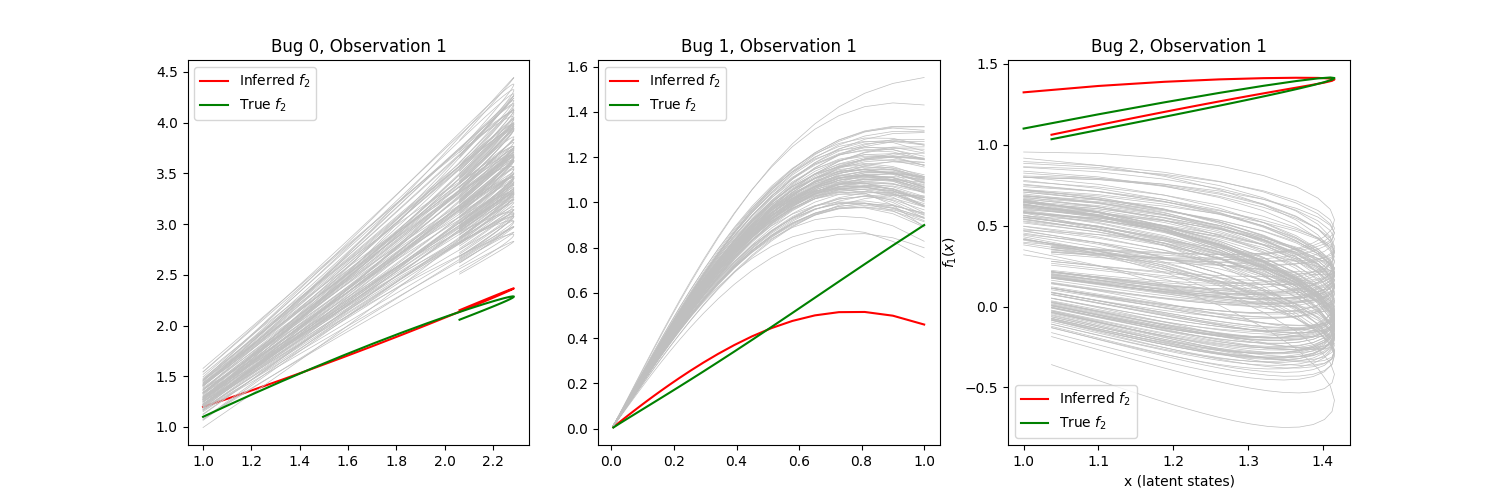 Bug 0, Observation 1
Inferred f₂
True f₂
4.5
4.0
3.5
3.0
2.5
2.0
1.5
1.0
1.0 1.2 1.4 1.6 1.8 2.0 2.2
Bug 1, Observation 1
Inferred f₂
True f₂
1.6
1.4
1.2
1.0
0.8
0.6
0.4
0.2
0.0
0.0 0.2 0.4 0.6 0.8 1.0
Bug 2, Observation 1
1.5
1.0
0.5
0.0
−0.5
f₁(x)
Inferred f₂
True f₂
1.0 1.1 1.2 1.3 1.4
x (latent states)